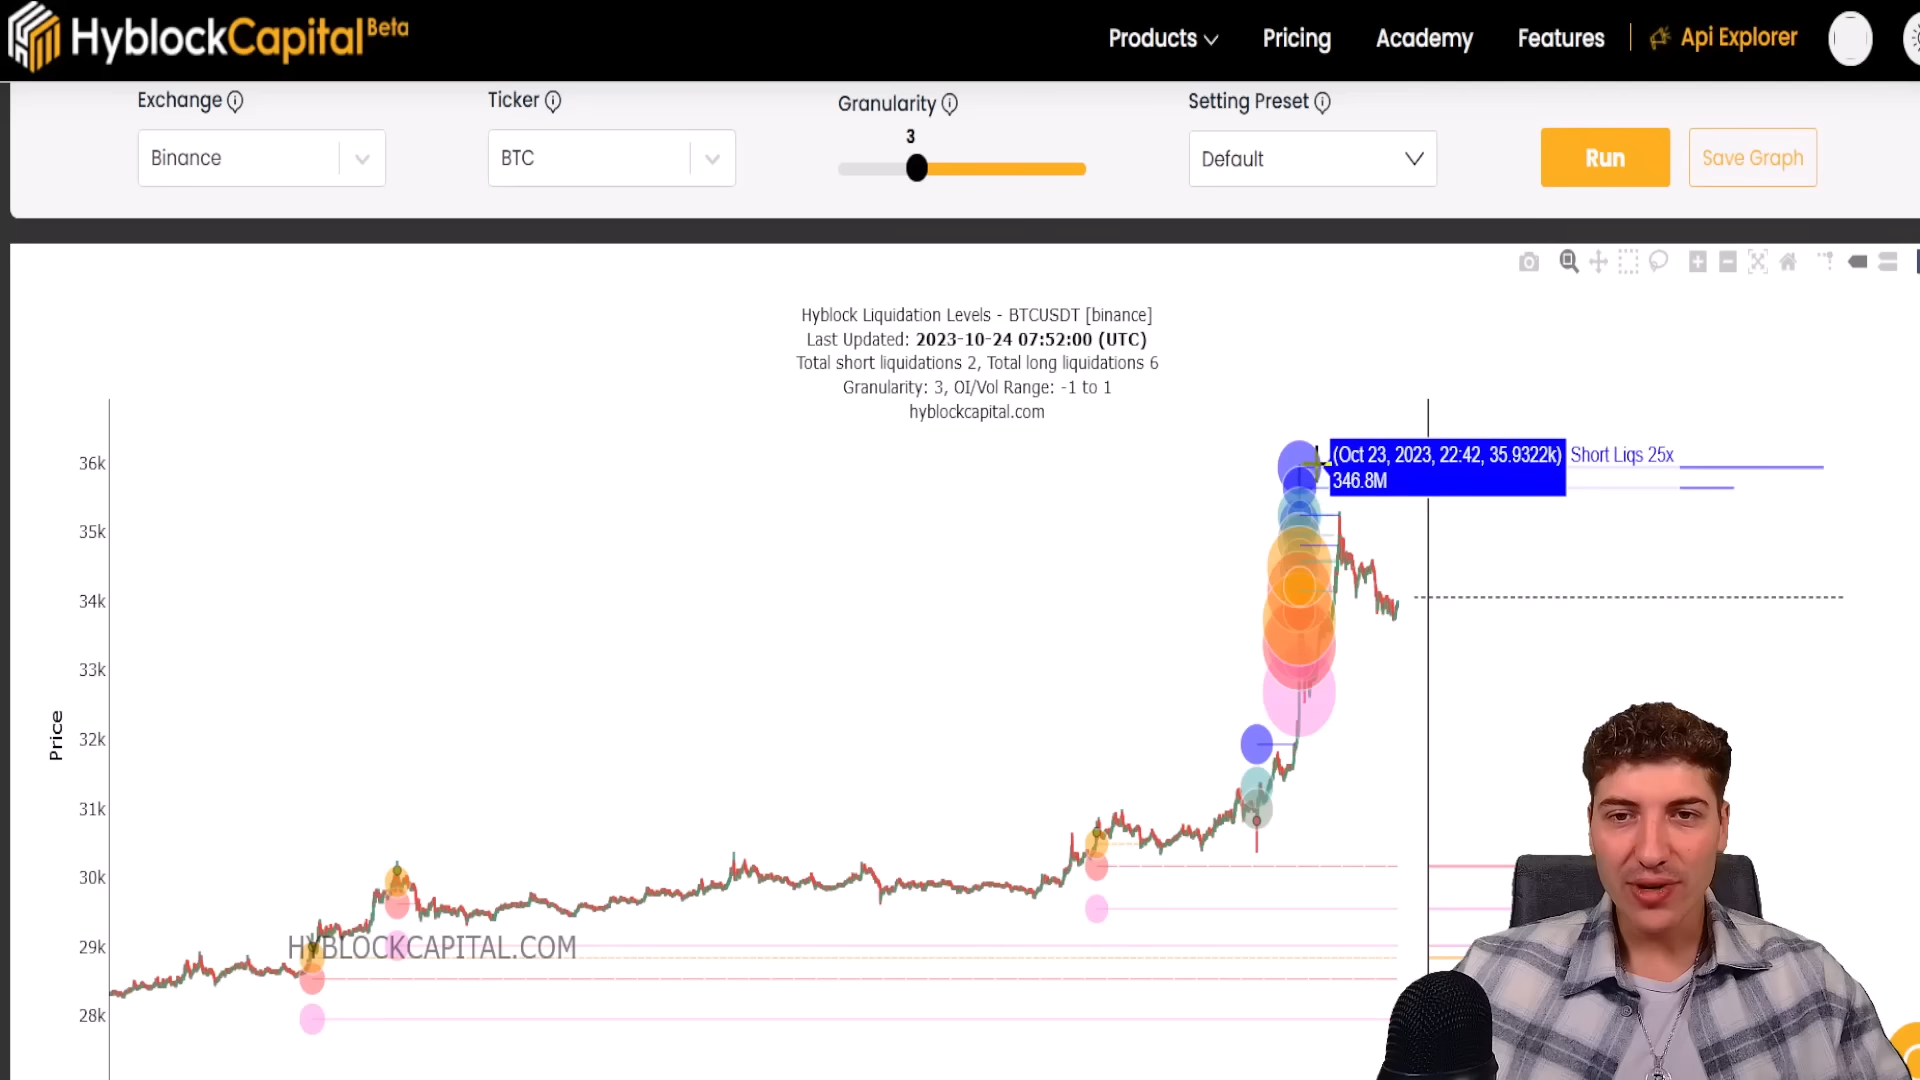 HyblockCapital Beta
Products
Pricing
Academy
Features
Api Explorer
Exchange
Ticker
Granularity
Setting Preset
3
Binance
BTC
Default
Run
Save Graph
Hyblock Liquidation Levels - BTCUSDT [binance]
Last Updated: 2023-10-24 07:52:00 (UTC)
Total short liquidations 2, Total long liquidations 6
Granularity: 3, OI/Vol Range: -1 to 1
hyblockcapital.com
(Oct 23, 2023, 22:42, 35.9322k)
346.8M
Short Liqs 25x
36k
35k
34k
33k
32k
31k
30k
29k
28k
Price
HYBLOCKCAPITAL.COM